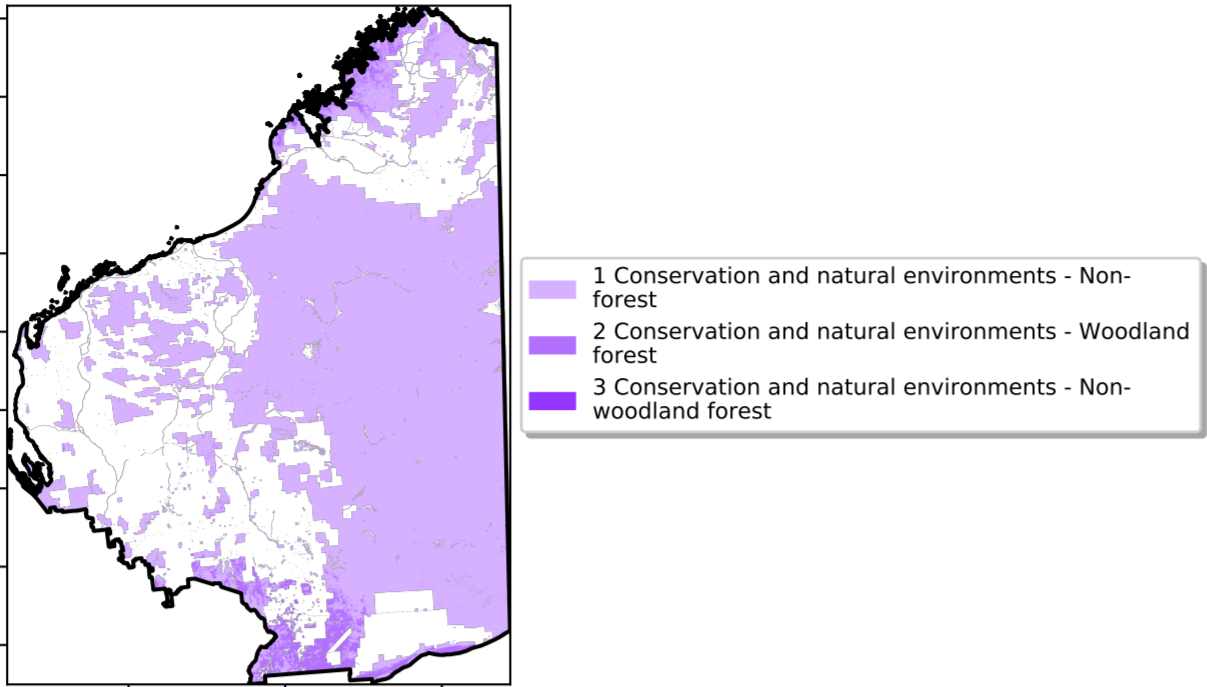 1 Conservation and natural environments - Non-
forest
2 Conservation and natural environments - Woodland
forest
3 Conservation and natural environments - Non-
woodland forest